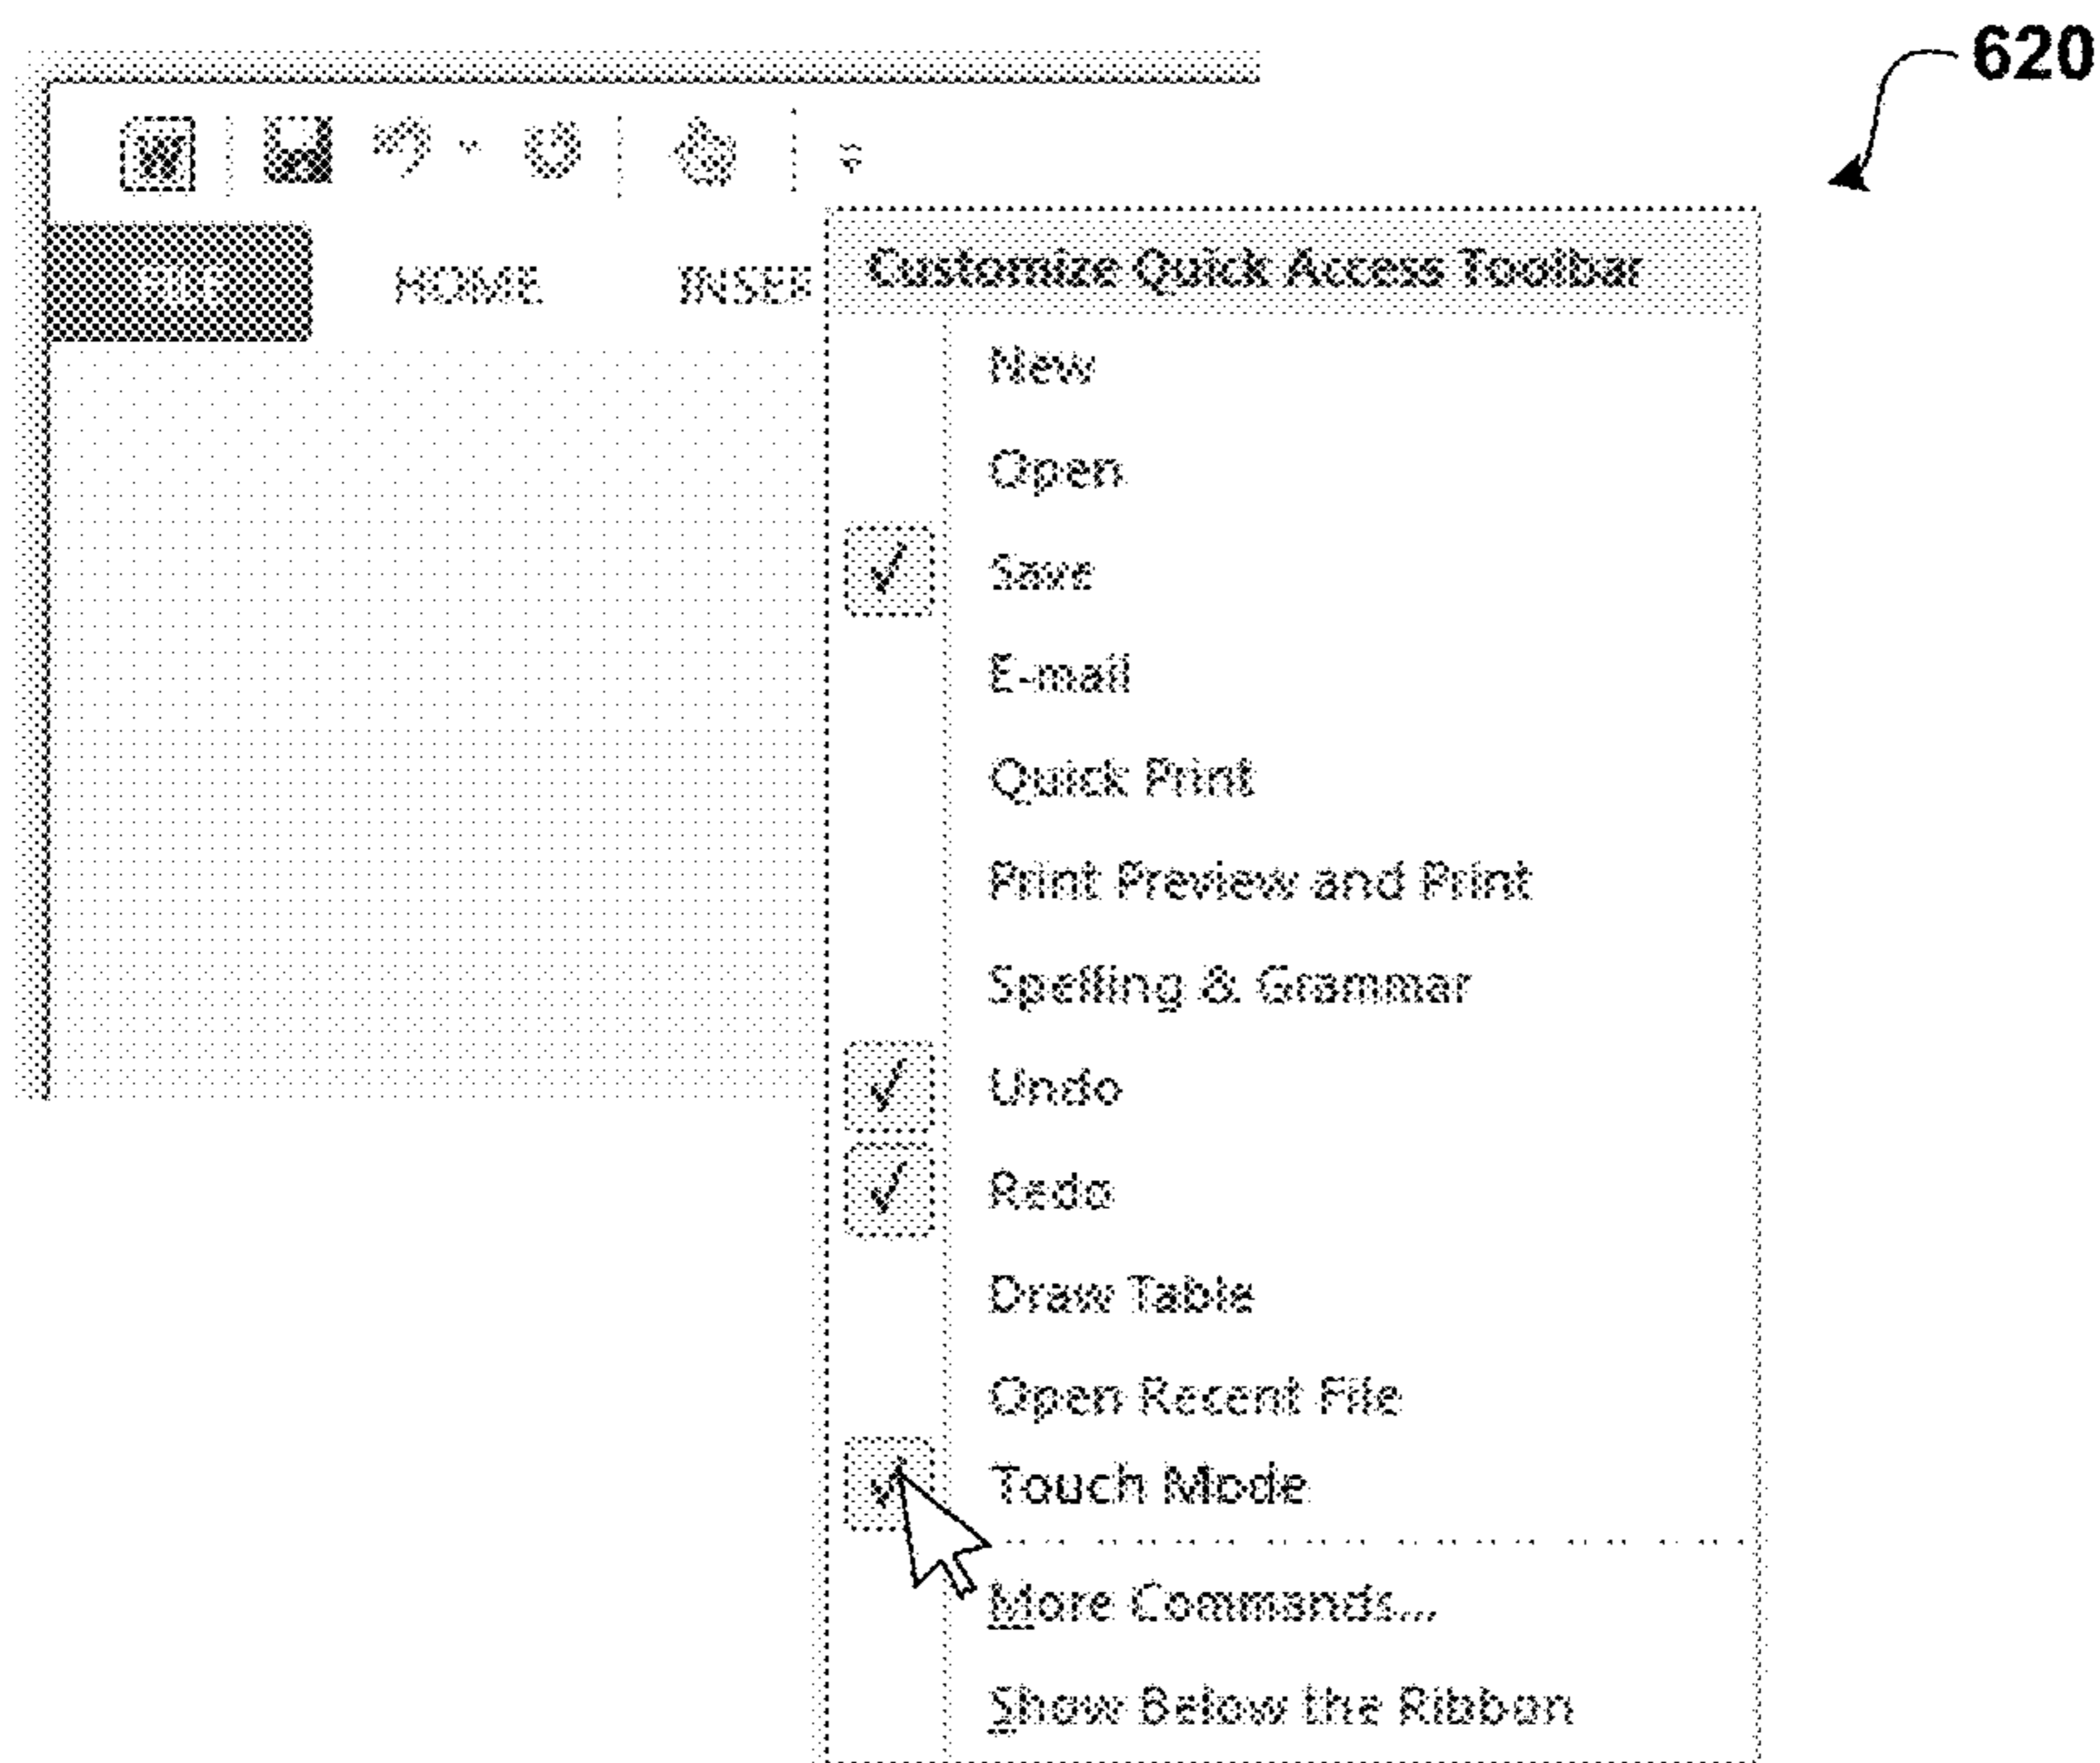 620
W
FILE HOME INSER
Customize Quick Access Toolbar
New
Open
Save
E-mail
Quick Print
Print Preview and Print
Spelling & Grammar
Undo
Redo
Draw Table
Open Recent File
Touch Mode
More Commands...
Show Below the Ribbon